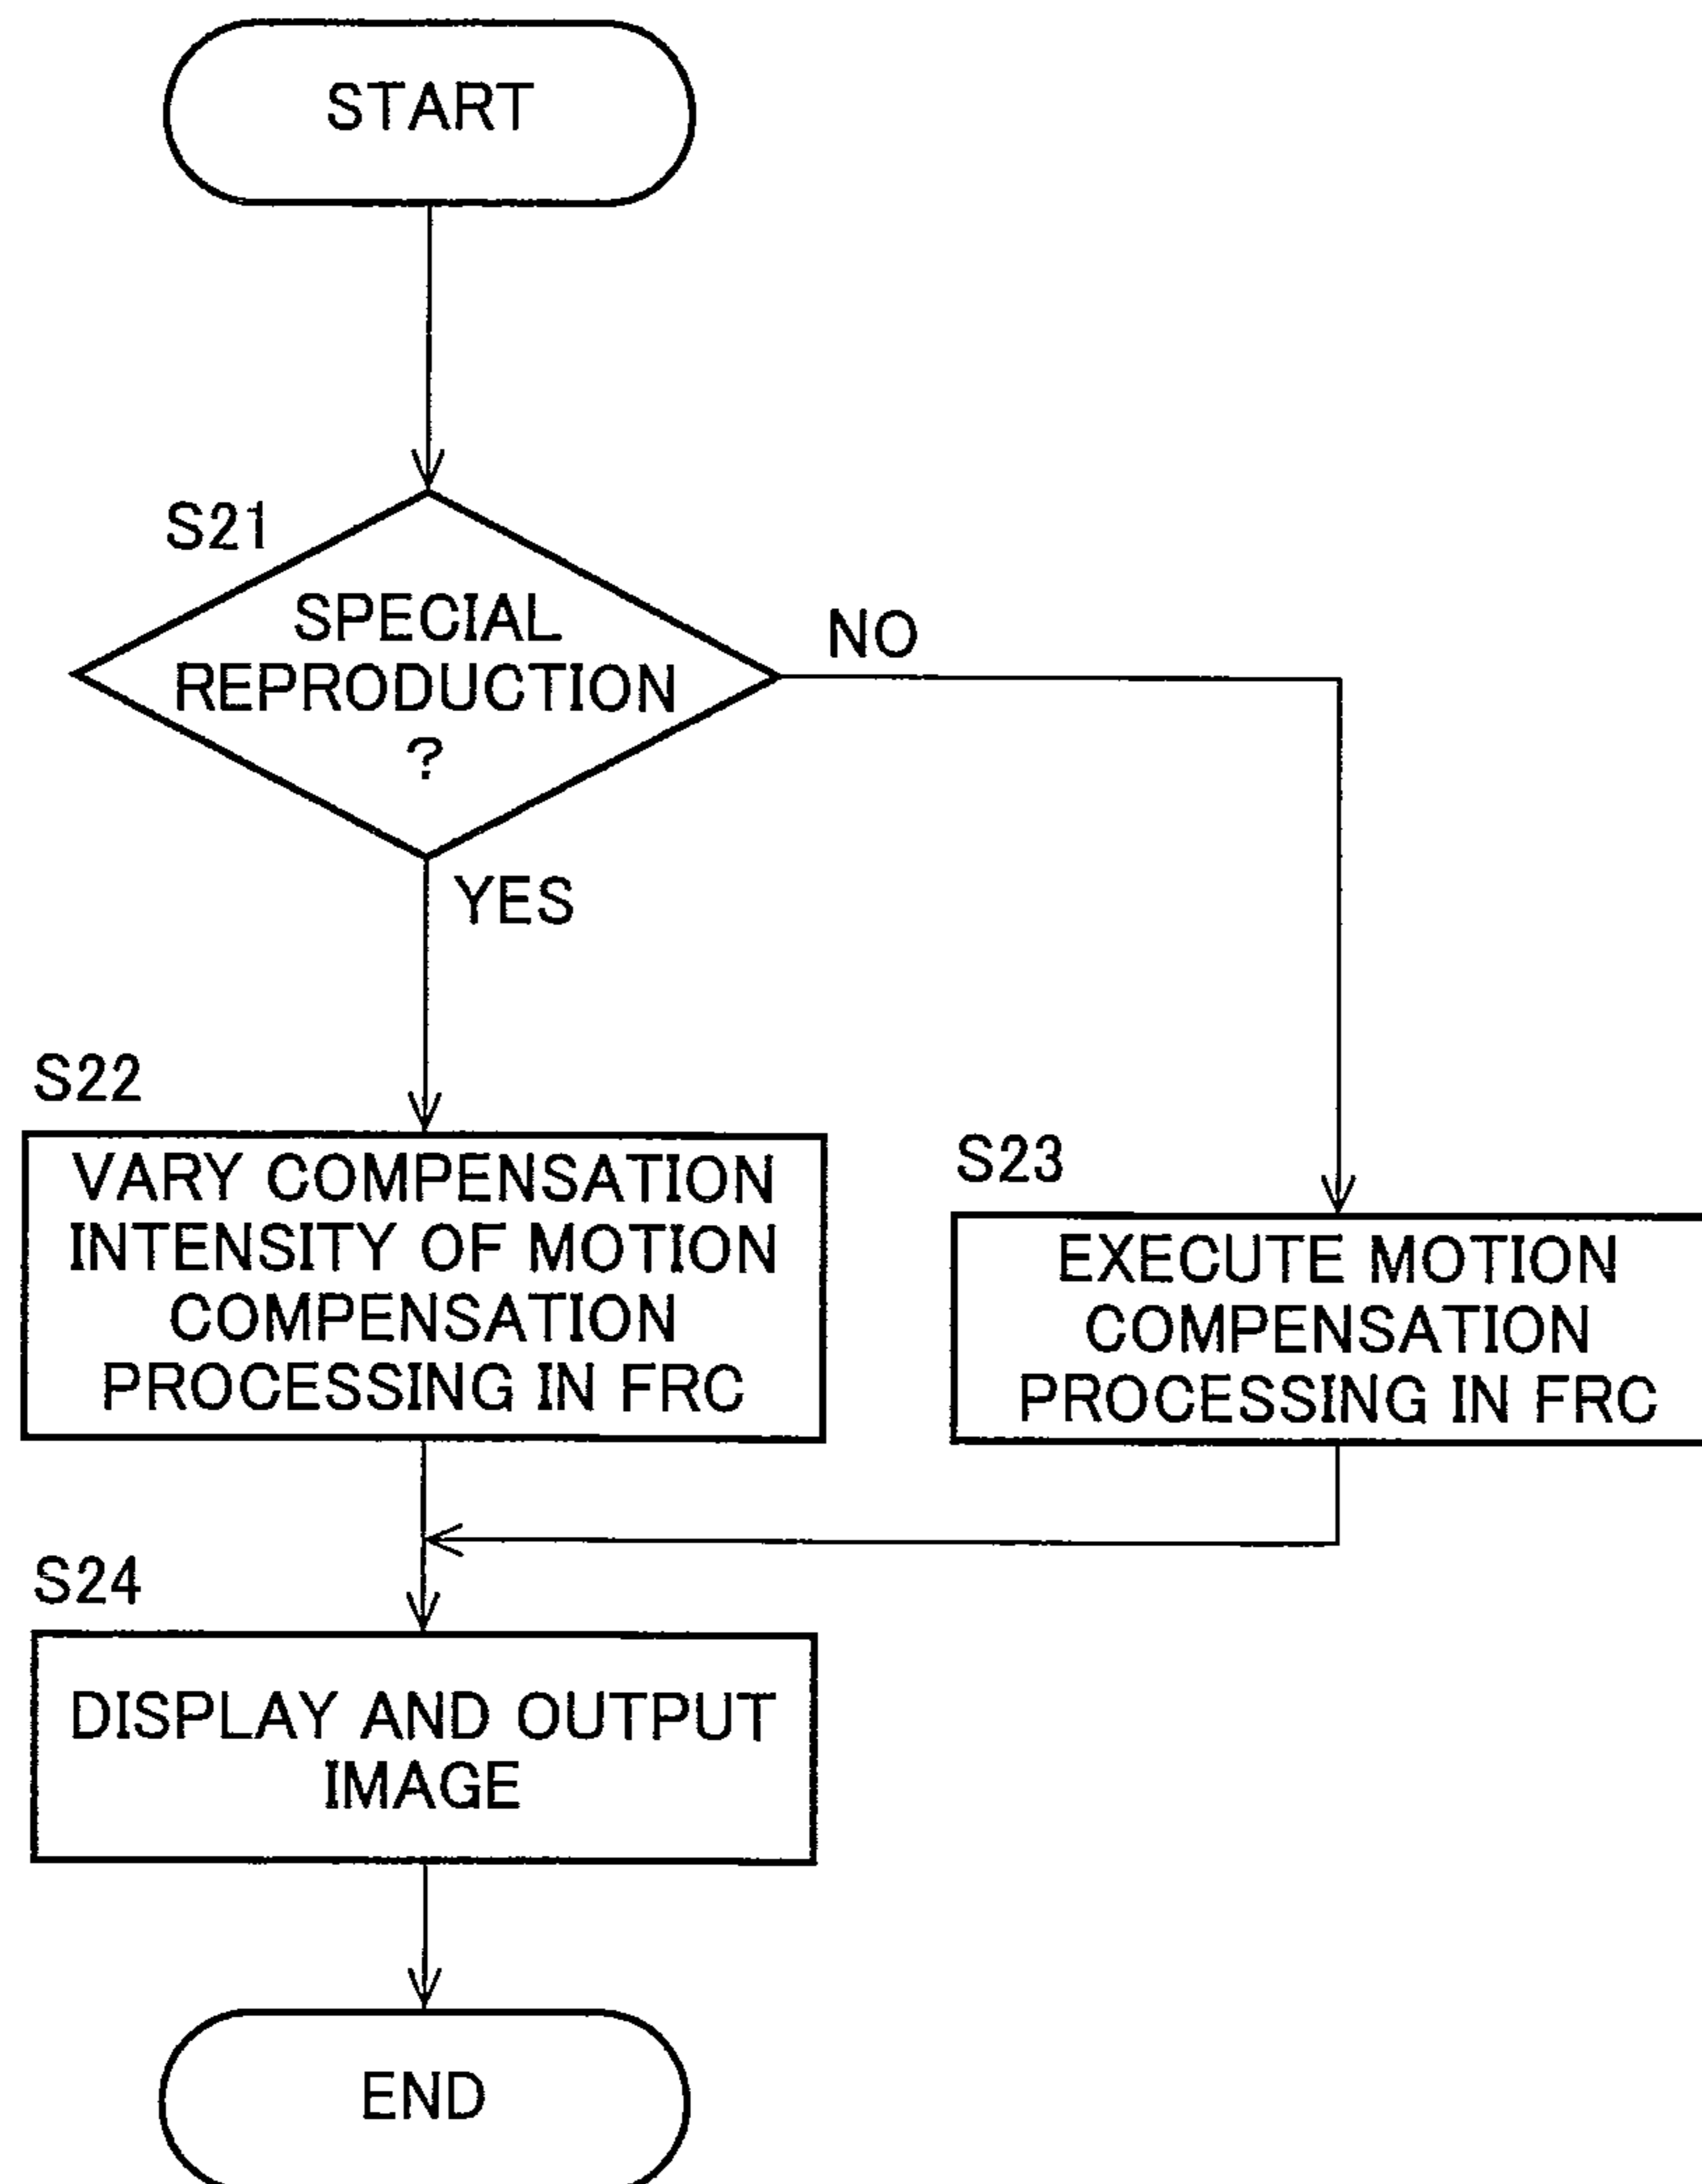 START
S21
SPECIAL
REPRODUCTION
?
NO
YES
S22
VARY COMPENSATION
INTENSITY OF MOTION
COMPENSATION
PROCESSING IN FRC
S23
EXECUTE MOTION
COMPENSATION
PROCESSING IN FRC
S24
DISPLAY AND OUTPUT
IMAGE
END